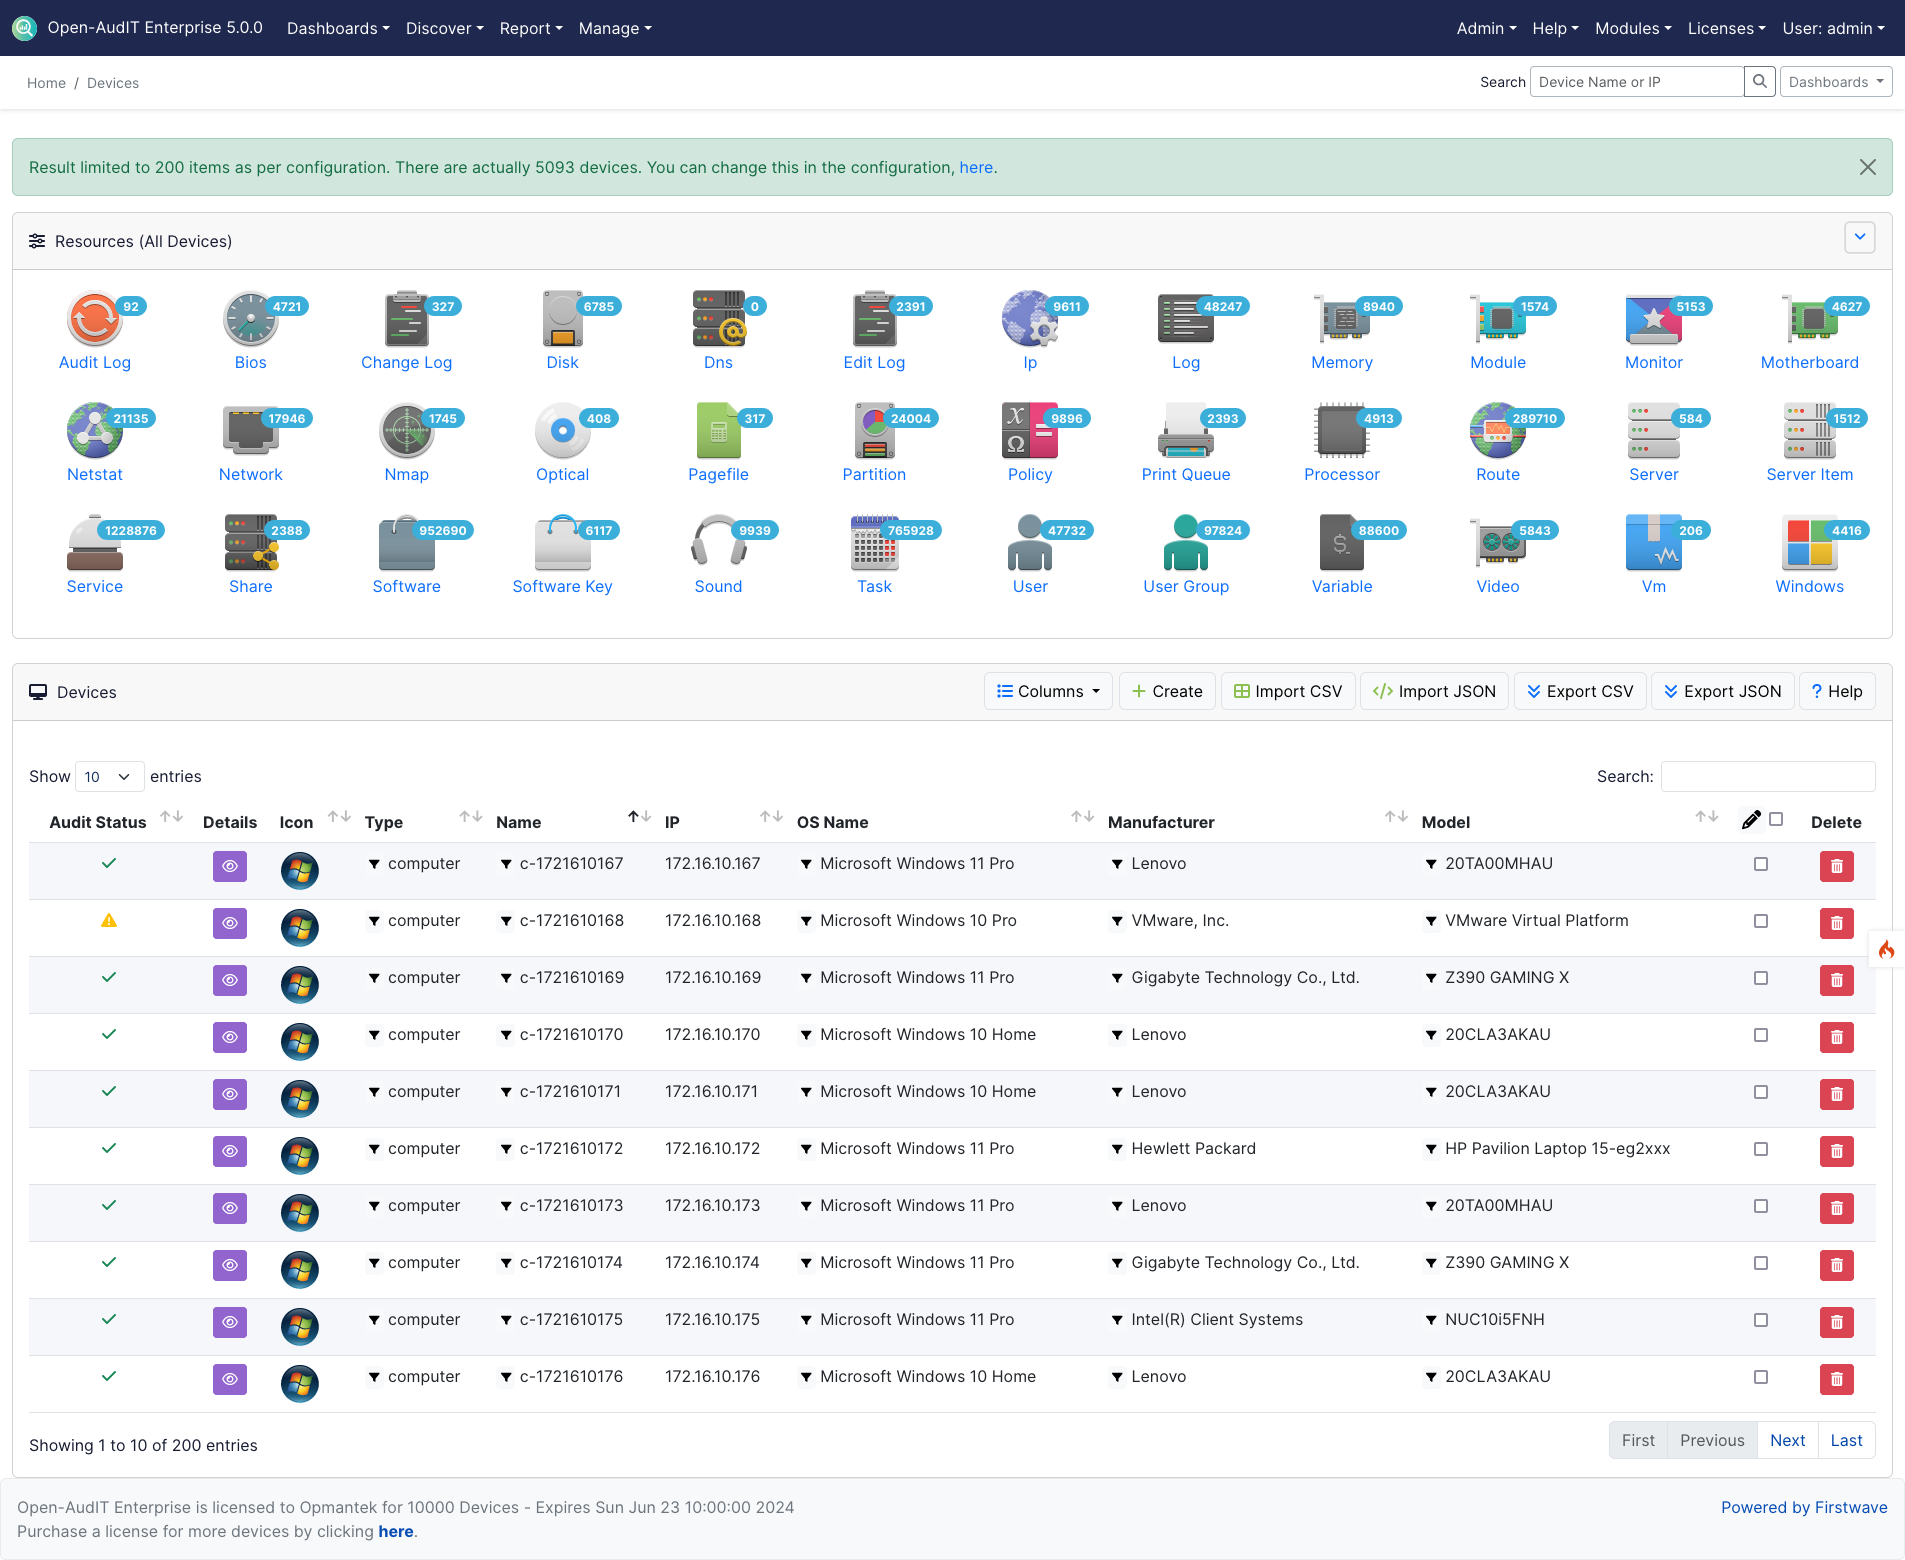 Open-AudIT Enterprise 5.0.0 Dashboards Discover Report Manage Admin Help Modules Licenses User: admin
Home / Devices Search Device Name or IP Dashboards
Result limited to 200 items as per configuration. There are actually 5093 devices. You can change this in the configuration, here.
Resources (All Devices)
92 4721 327 6785 0 2391 9611 48247 8940 1574 5153 4627
Audit Log Bios Change Log Disk Dns Edit Log Ip Log Memory Module Monitor Motherboard
21135 17946 1745 408 317 24004 9896 2393 4913 289710 584 1512
Netstat Network Nmap Optical Pagefile Partition Policy Print Queue Processor Route Server Server Item
1228876 2388 952690 6117 9939 765928 47732 97824 88600 5843 206 4416
Service Share Software Software Key Sound Task User User Group Variable Video Vm Windows
Devices Columns Create Import CSV Import JSON Export CSV Export JSON ? Help
Show 10 entries Search:
Audit Status Details Icon Type Name IP OS Name Manufacturer Model Delete
computer c-1721610167 172.16.10.167 Microsoft Windows 11 Pro Lenovo 20TA00MHAU
computer c-1721610168 172.16.10.168 Microsoft Windows 10 Pro VMware, Inc. VMware Virtual Platform
computer c-1721610169 172.16.10.169 Microsoft Windows 11 Pro Gigabyte Technology Co., Ltd. Z390 GAMING X
computer c-1721610170 172.16.10.170 Microsoft Windows 10 Home Lenovo 20CLA3AKAU
computer c-1721610171 172.16.10.171 Microsoft Windows 10 Home Lenovo 20CLA3AKAU
computer c-1721610172 172.16.10.172 Microsoft Windows 11 Pro Hewlett Packard HP Pavilion Laptop 15-eg2xxx
computer c-1721610173 172.16.10.173 Microsoft Windows 11 Pro Lenovo 20TA00MHAU
computer c-1721610174 172.16.10.174 Microsoft Windows 11 Pro Gigabyte Technology Co., Ltd. Z390 GAMING X
computer c-1721610175 172.16.10.175 Microsoft Windows 11 Pro Intel(R) Client Systems NUC10i5FNH
computer c-1721610176 172.16.10.176 Microsoft Windows 10 Home Lenovo 20CLA3AKAU
Showing 1 to 10 of 200 entries First Previous Next Last
Open-AudIT Enterprise is licensed to Opmantek for 10000 Devices - Expires Sun Jun 23 10:00:00 2024 Powered by Firstwave
Purchase a license for more devices by clicking here.